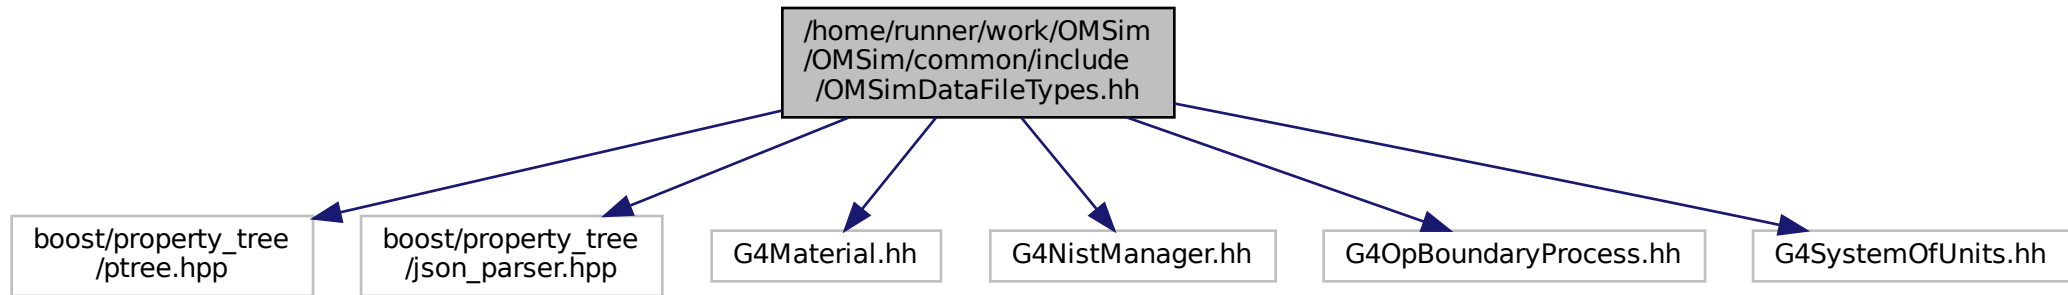 /home/runner/work/OMSim
/OMSim/common/include
/OMSimDataFileTypes.hh
boost/property_tree
/ptree.hpp
boost/property_tree
/json_parser.hpp
G4Material.hh
G4NistManager.hh
G4OpBoundaryProcess.hh
G4SystemOfUnits.hh